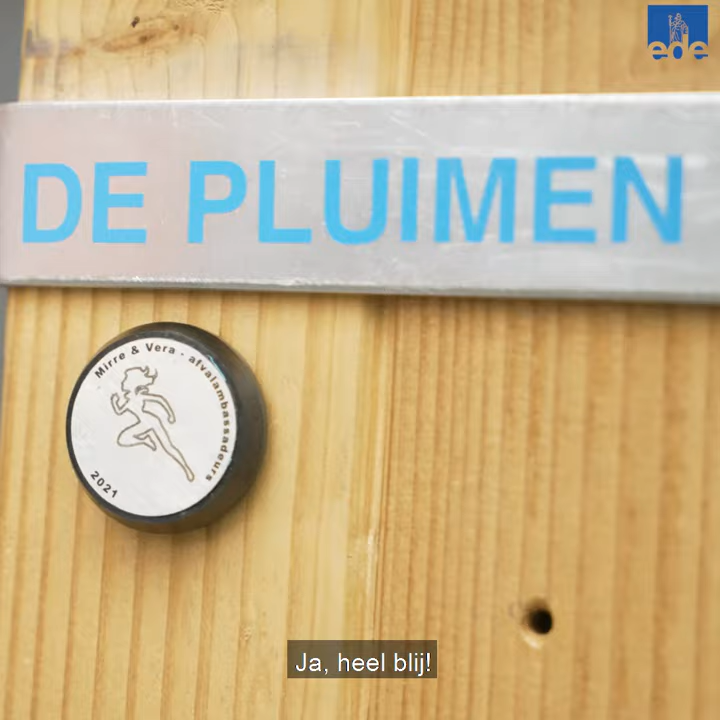 ede
DE PLUIMEN
Mirre & Vera - afvalambassadeurs
2021
Ja, heel blij!